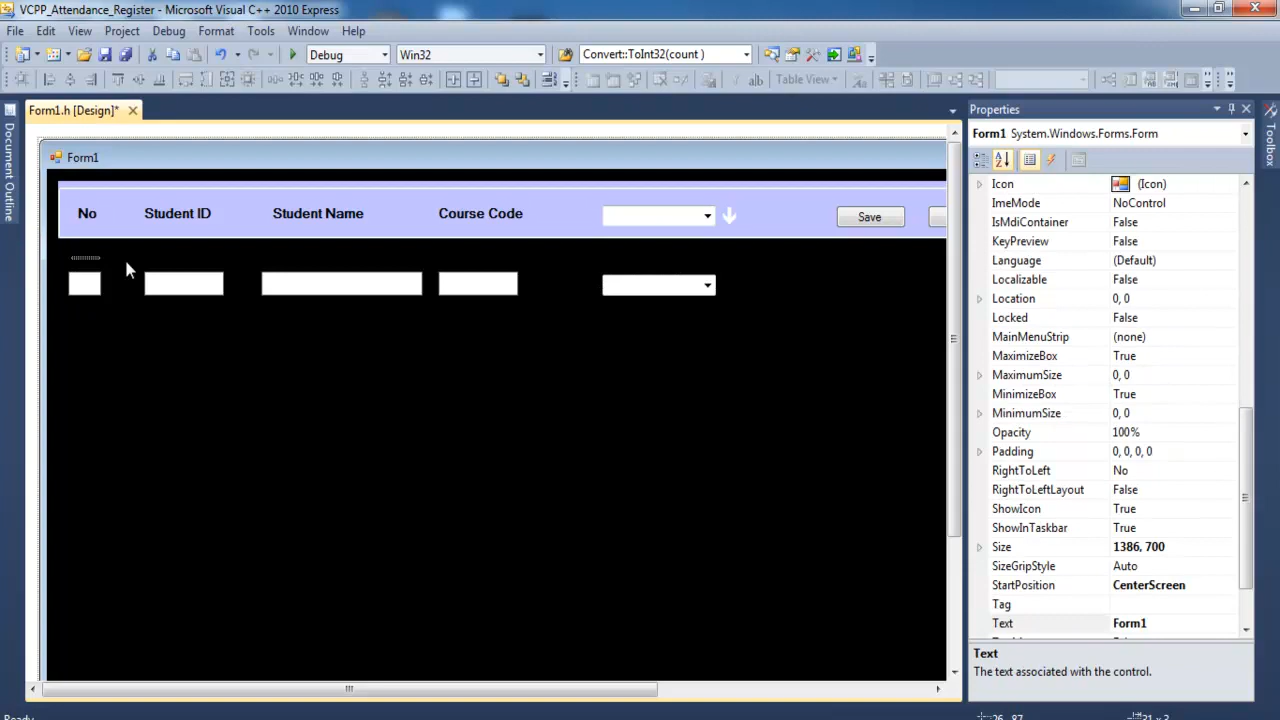 VCPP_Attendance_Register - Microsoft Visual C++ 2010 Express
File Edit View Project Debug Format Tools Window Help
Debug Win32 Convert::ToInt32(count )
Table View
Form1.h [Design]*
Document Outline
Form1
No Student ID Student Name Course Code Save
Properties
Form1 System.Windows.Forms.Form
Icon (Icon)
ImeMode NoControl
IsMdiContainer False
KeyPreview False
Language (Default)
Localizable False
Location 0, 0
Locked False
MainMenuStrip (none)
MaximizeBox True
MaximumSize 0, 0
MinimizeBox True
MinimumSize 0, 0
Opacity 100%
Padding 0, 0, 0, 0
RightToLeft No
RightToLeftLayout False
ShowIcon True
ShowInTaskbar True
Size 1386, 700
SizeGripStyle Auto
StartPosition CenterScreen
Tag
Text Form1
Text
The text associated with the control.
Toolbox